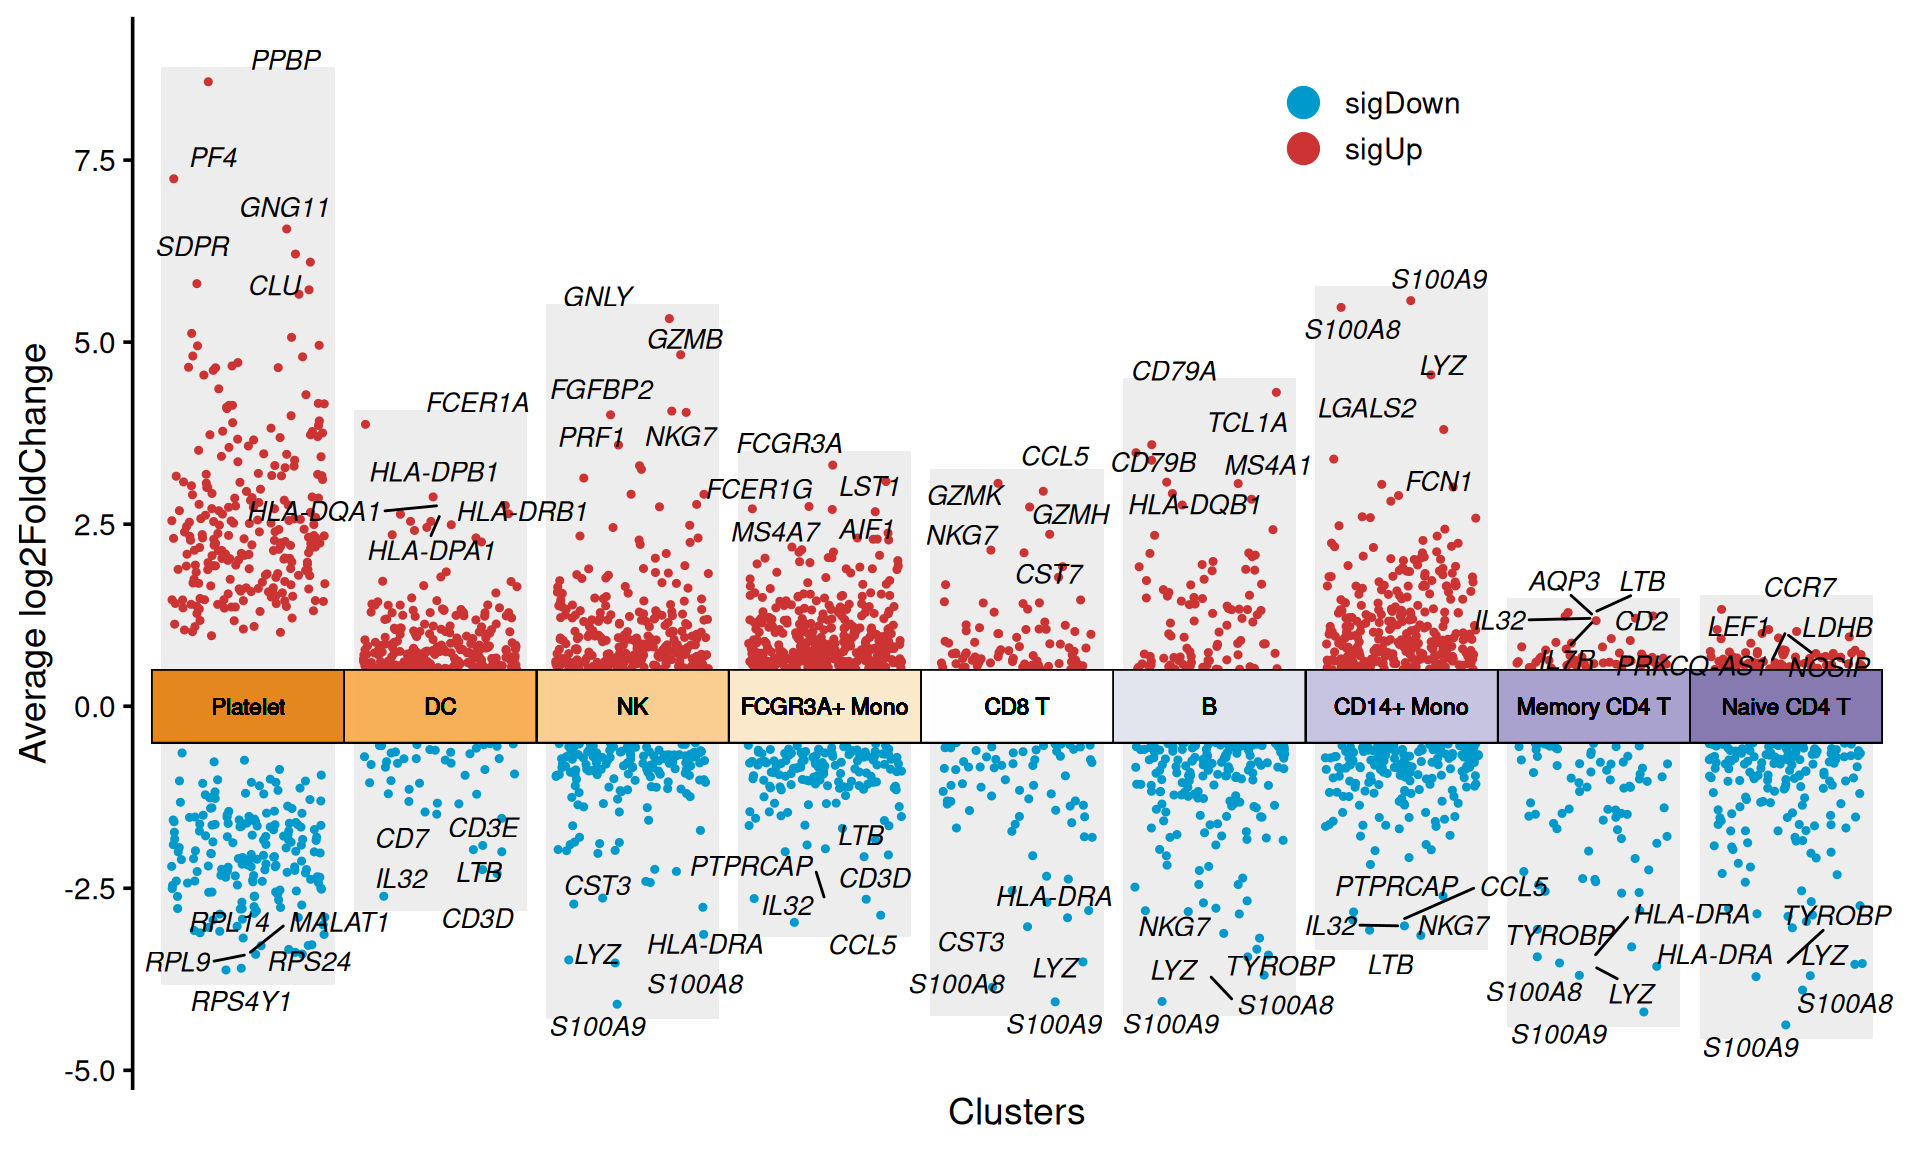 Average log2FoldChange
7.5
5.0
2.5
0.0
-2.5
-5.0
sigDown
sigUp
PPBP
PF4
GNG11
SDPR
CLU
FCER1A
HLA-DPB1
HLA-DQA1
HLA-DRB1
HLA-DPA1
GNLY
GZMB
FGFBP2
PRF1
NKG7
FCGR3A
FCER1G
LST1
MS4A7
AIF1
CCL5
GZMK
GZMH
NKG7
CST7
CD79A
TCL1A
CD79B
MS4A1
HLA-DQB1
S100A9
S100A8
LYZ
LGALS2
FCN1
AQP3
LTB
IL32
CD2
IL7R
CCR7
LEF1
LDHB
PRKCQ-AS1
NOSIP
Platelet
DC
NK
FCGR3A+ Mono
CD8 T
B
CD14+ Mono
Memory CD4 T
Naive CD4 T
RPL14
MALAT1
RPL9
RPS24
RPS4Y1
CD7
CD3E
IL32
LTB
CD3D
CST3
LYZ
HLA-DRA
S100A8
S100A9
LTB
PTPRCAP
CD3D
IL32
CCL5
HLA-DRA
CST3
LYZ
S100A8
S100A9
NKG7
LYZ
TYROBP
S100A8
S100A9
PTPRCAP
CCL5
IL32
NKG7
LTB
HLA-DRA
TYROBP
S100A8
LYZ
S100A9
TYROBP
HLA-DRA
LYZ
S100A8
S100A9
Clusters